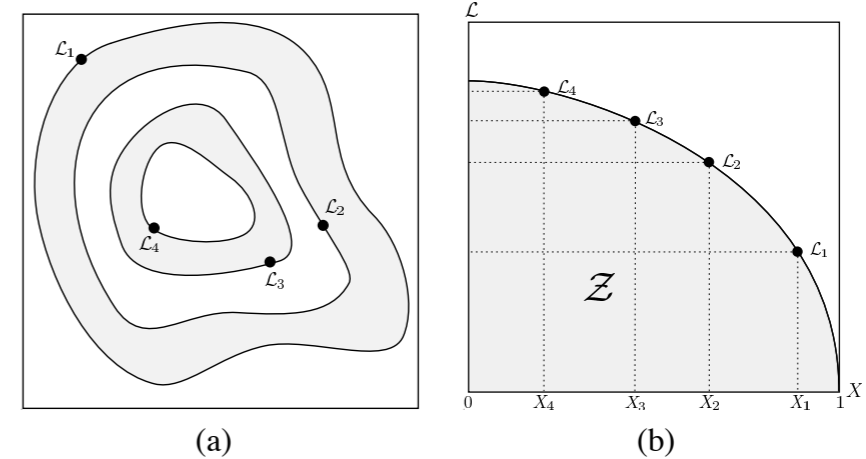 ℒ₁
ℒ₂
ℒ₄
ℒ₃
(a)
ℒ
ℒ₄
ℒ₃
ℒ₂
ℒ₁
𝒵
0 X₄ X₃ X₂ X₁ 1 X
(b)